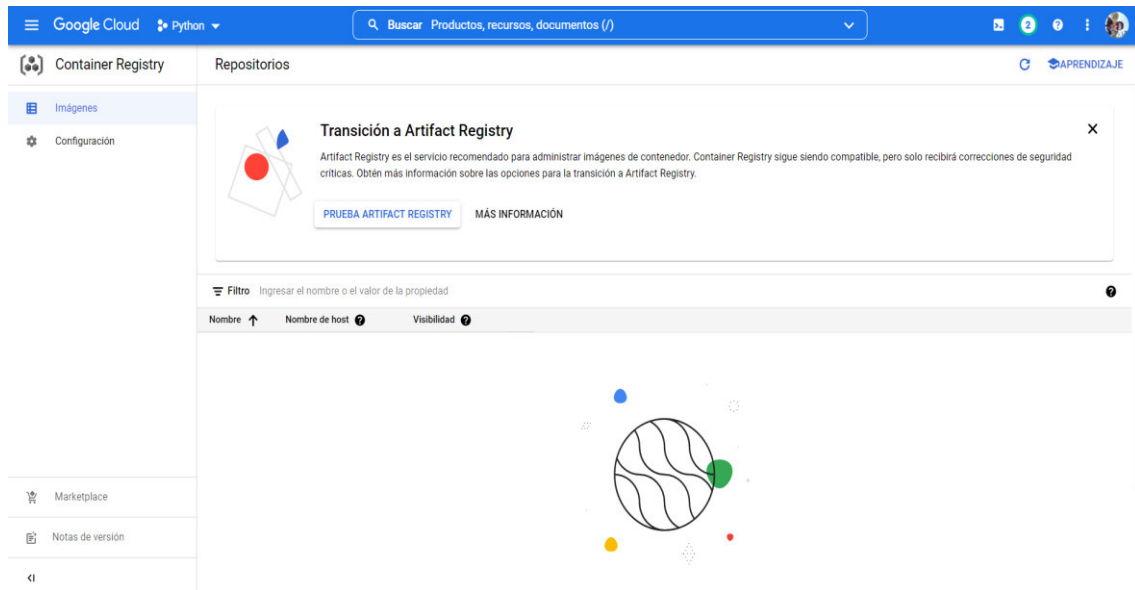 Google Cloud Python Buscar Productos, recursos, documentos (/) 2
Container Registry Repositorios APRENDIZAJE
Imágenes
Configuración
Transición a Artifact Registry
Artifact Registry es el servicio recomendado para administrar imágenes de contenedor. Container Registry sigue siendo compatible, pero solo recibirá correcciones de seguridad
críticas. Obtén más información sobre las opciones para la transición a Artifact Registry.
PRUEBA ARTIFACT REGISTRY MÁS INFORMACIÓN
Filtro Ingresar el nombre o el valor de la propiedad
Nombre Nombre de host Visibilidad
Marketplace
Notas de versión